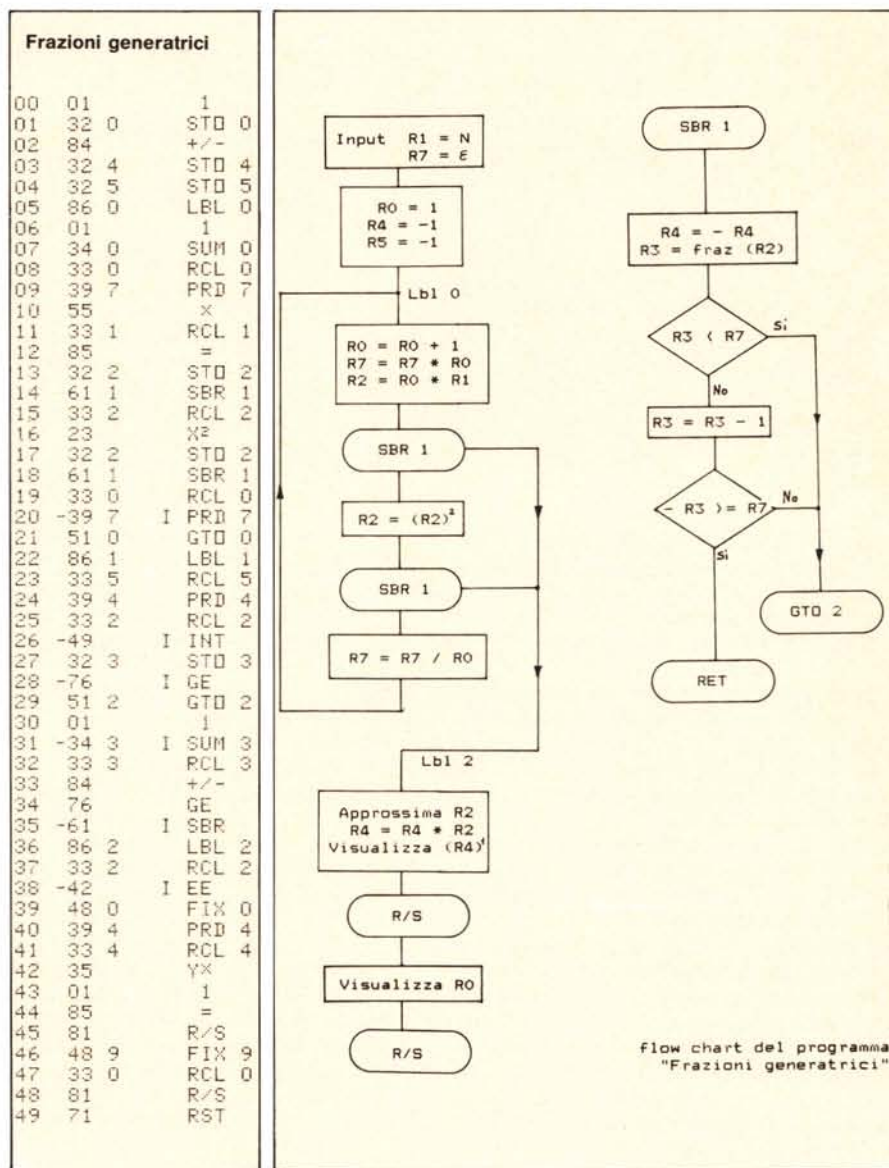 Frazioni generatrici
00 01 1
01 32 0 STO 0
02 84 +/-
03 32 4 STO 4
04 32 5 STO 5
05 86 0 LBL 0
06 01 1
07 34 0 SUM 0
08 33 0 RCL 0
09 39 7 PRD 7
10 55 ×
11 33 1 RCL 1
12 85 =
13 32 2 STO 2
14 61 1 SBR 1
15 33 2 RCL 2
16 23 X²
17 32 2 STO 2
18 61 1 SBR 1
19 33 0 RCL 0
20 -39 7 I PRD 7
21 51 0 GTO 0
22 86 1 LBL 1
23 33 5 RCL 5
24 39 4 PRD 4
25 33 2 RCL 2
26 -49 I INT
27 32 3 STO 3
28 -76 I GE
29 51 2 GTO 2
30 01 1
31 -34 3 I SUM 3
32 33 3 RCL 3
33 84 +/-
34 76 GE
35 -61 I SBR
36 86 2 LBL 2
37 33 2 RCL 2
38 -42 I EE
39 48 0 FIX 0
40 39 4 PRD 4
41 33 4 RCL 4
42 35 Y×
43 01 1
44 85 =
45 81 R/S
46 48 9 FIX 9
47 33 0 RCL 0
48 81 R/S
49 71 RST
Input R1 = N
R7 = ε
R0 = 1
R4 = -1
R5 = -1
Lbl 0
R0 = R0 + 1
R7 = R7 * R0
R2 = R0 * R1
SBR 1
R2 = (R2)²
SBR 1
R7 = R7 / R0
Lbl 2
Approssima R2
R4 = R4 * R2
Visualizza (R4)¹
R/S
Visualizza R0
R/S
SBR 1
R4 = - R4
R3 = fraz (R2)
R3 < R7
si
No
R3 = R3 - 1
- R3 >= R7
No
Si
GTO 2
RET
flow chart del programma
"Frazioni generatrici"